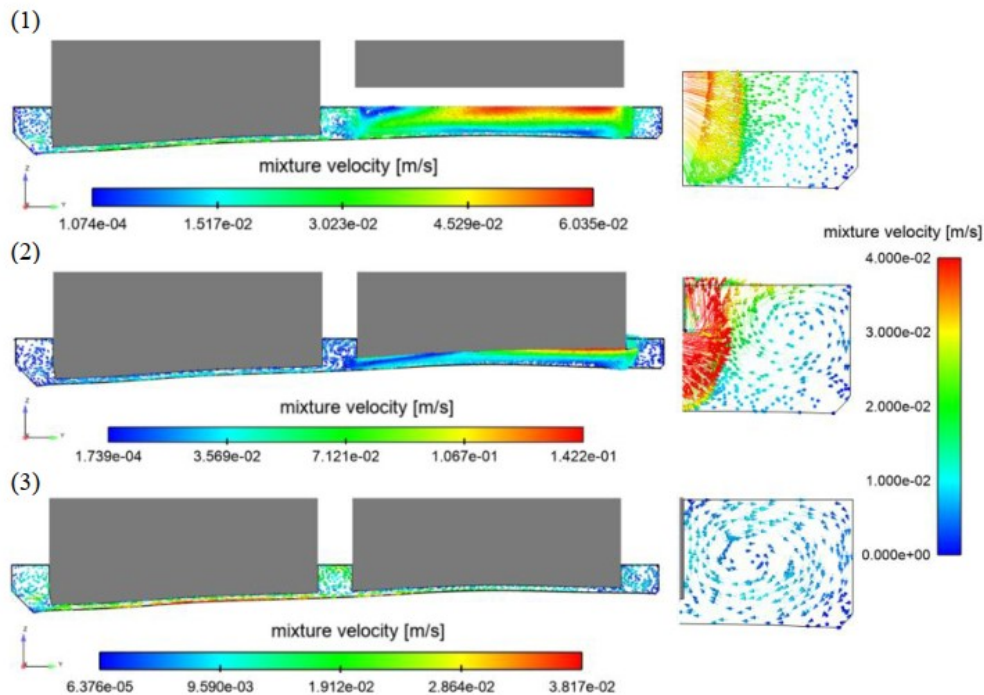 (1)
mixture velocity [m/s]
1.074e-04 1.517e-02 3.023e-02 4.529e-02 6.035e-02
(2)
mixture velocity [m/s]
1.739e-04 3.569e-02 7.121e-02 1.067e-01 1.422e-01
(3)
mixture velocity [m/s]
6.376e-05 9.590e-03 1.912e-02 2.864e-02 3.817e-02
mixture velocity [m/s]
4.000e-02
3.000e-02
2.000e-02
1.000e-02
0.000e+00